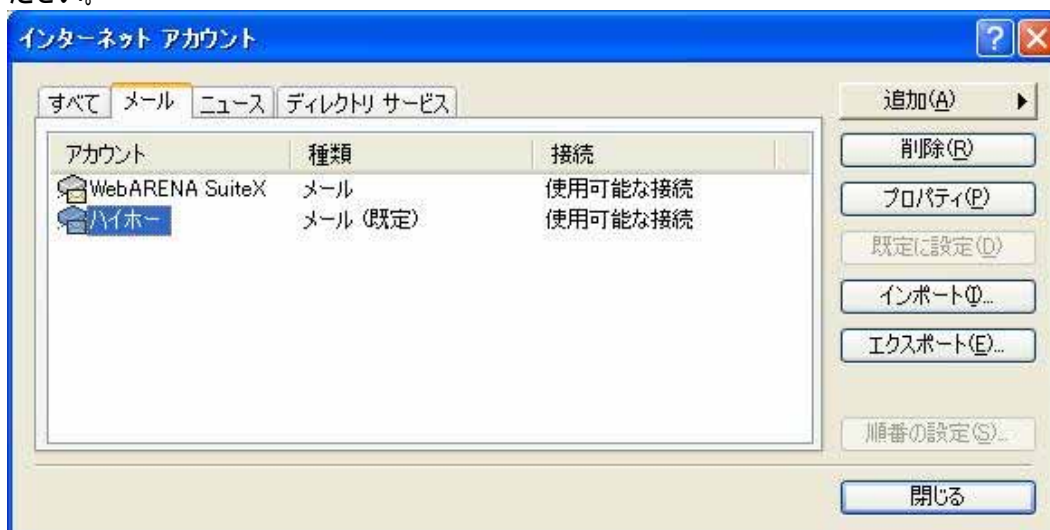 ださい。
インターネット アカウント
すべて メール ニュース ディレクトリ サービス
追加(A)
アカウント 種類 接続
削除(R)
WebARENA SuiteX メール 使用可能な接続
プロパティ(P)
ハイホー メール (既定) 使用可能な接続
既定に設定(D)
インポート(I)...
エクスポート(E)...
順番の設定(S)...
閉じる